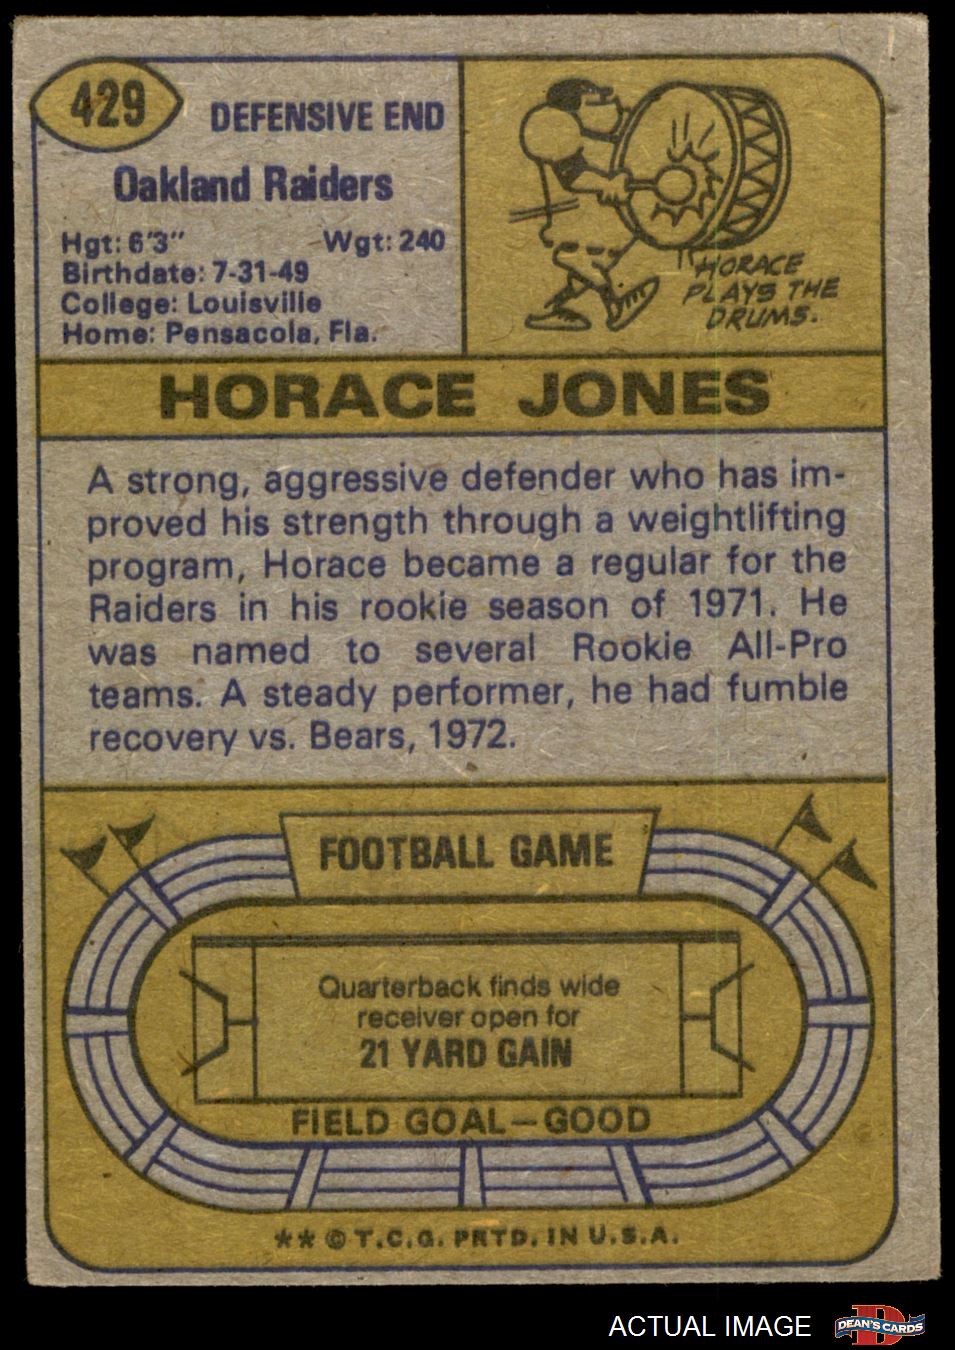 429
DEFENSIVE END
Oakland Raiders
Hgt: 6'3" Wgt: 240
Birthdate: 7-31-49
College: Louisville
Home: Pensacola, Fla.
HORACE
PLAYS THE
DRUMS.
HORACE JONES
A strong, aggressive defender who has im-
proved his strength through a weightlifting
program, Horace became a regular for the
Raiders in his rookie season of 1971. He
was named to several Rookie All-Pro
teams. A steady performer, he had fumble
recovery vs. Bears, 1972.
FOOTBALL GAME
Quarterback finds wide
receiver open for
21 YARD GAIN
FIELD GOAL—GOOD
** © T.C.G. PRTD. IN U.S.A.
ACTUAL IMAGE
DEAN'S CARDS